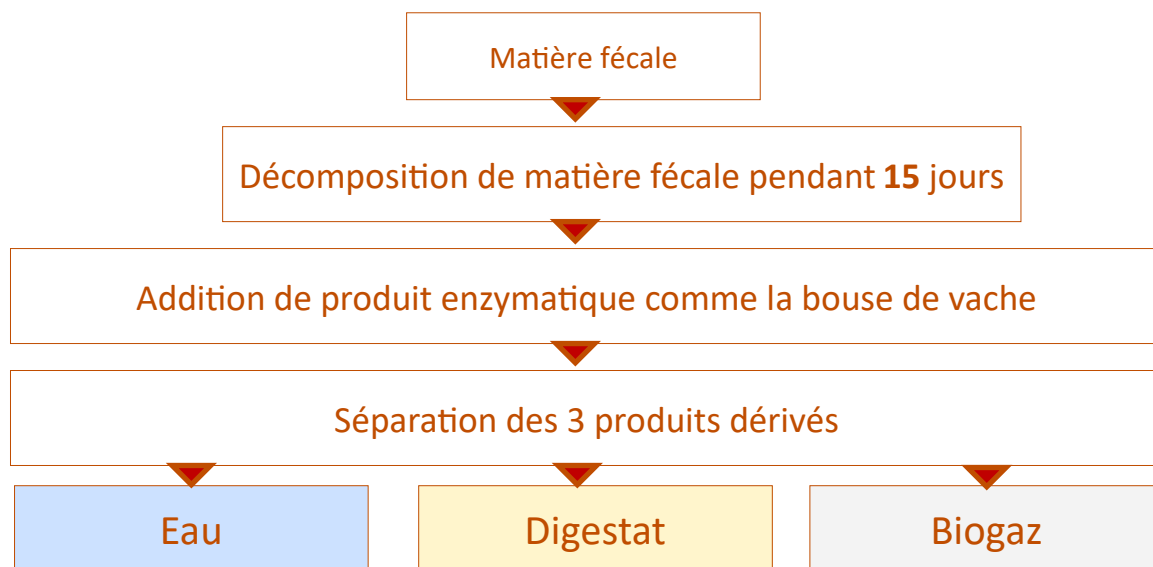 Matière fécale
Décomposition de matière fécale pendant 15 jours
Addition de produit enzymatique comme la bouse de vache
Séparation des 3 produits dérivés
Eau
Digestat
Biogaz